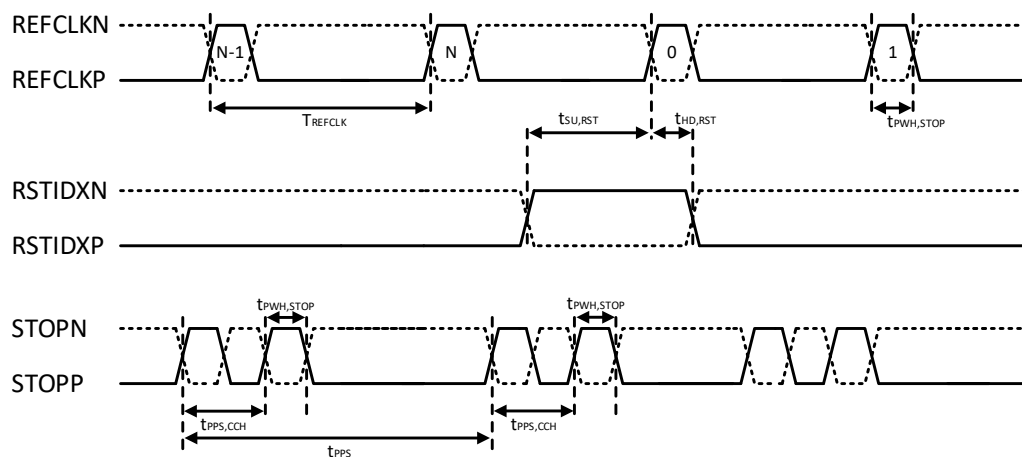 REFCLKN
N-1 N 0 1
REFCLKP
TREFCLK tSU,RST tHD,RST tPWH,STOP
RSTIDXN
RSTIDXP
tPWH,STOP tPWH,STOP
STOPN
STOPP
tPPS,CCH tPPS,CCH
tPPS